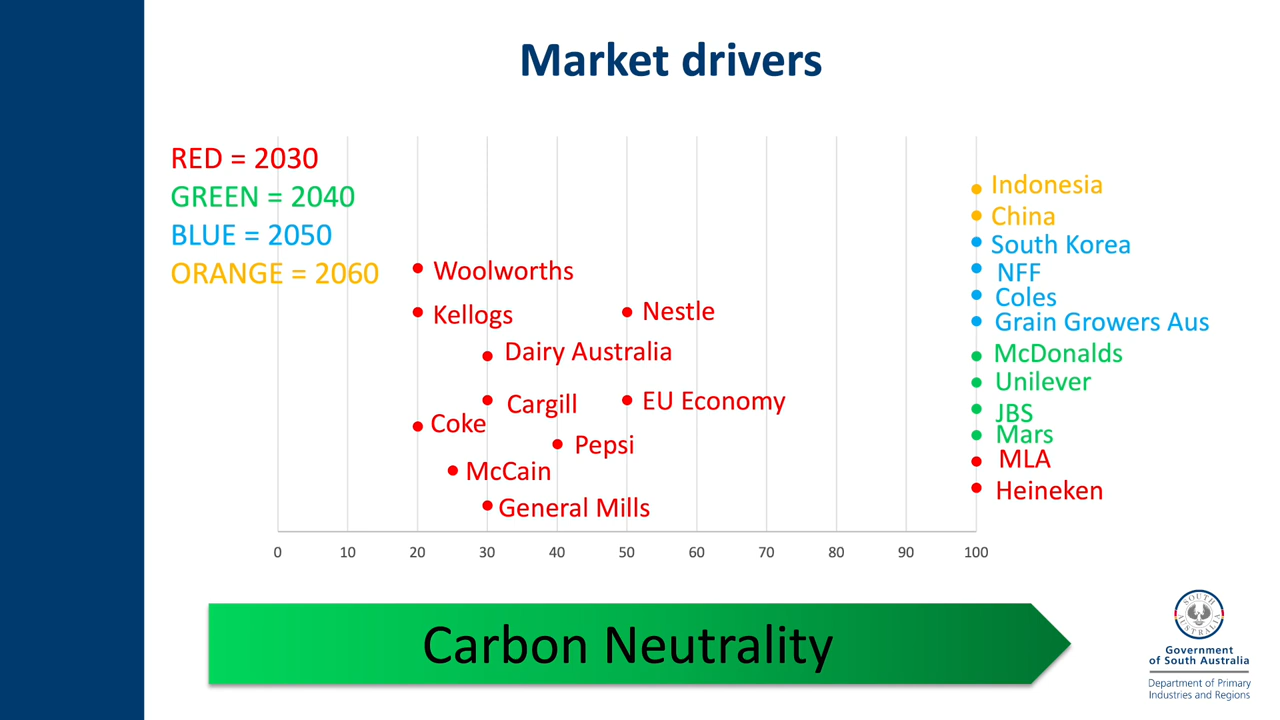 Market drivers
RED = 2030
GREEN = 2040
BLUE = 2050
ORANGE = 2060
Woolworths
Kellogs
Nestle
Dairy Australia
Cargill
EU Economy
Coke
Pepsi
McCain
General Mills
Indonesia
China
South Korea
NFF
Coles
Grain Growers Aus
McDonalds
Unilever
JBS
Mars
MLA
Heineken
0 10 20 30 40 50 60 70 80 90 100
Carbon Neutrality
SOUTH
AUSTRALIA
Government
of South Australia
Department of Primary
Industries and Regions